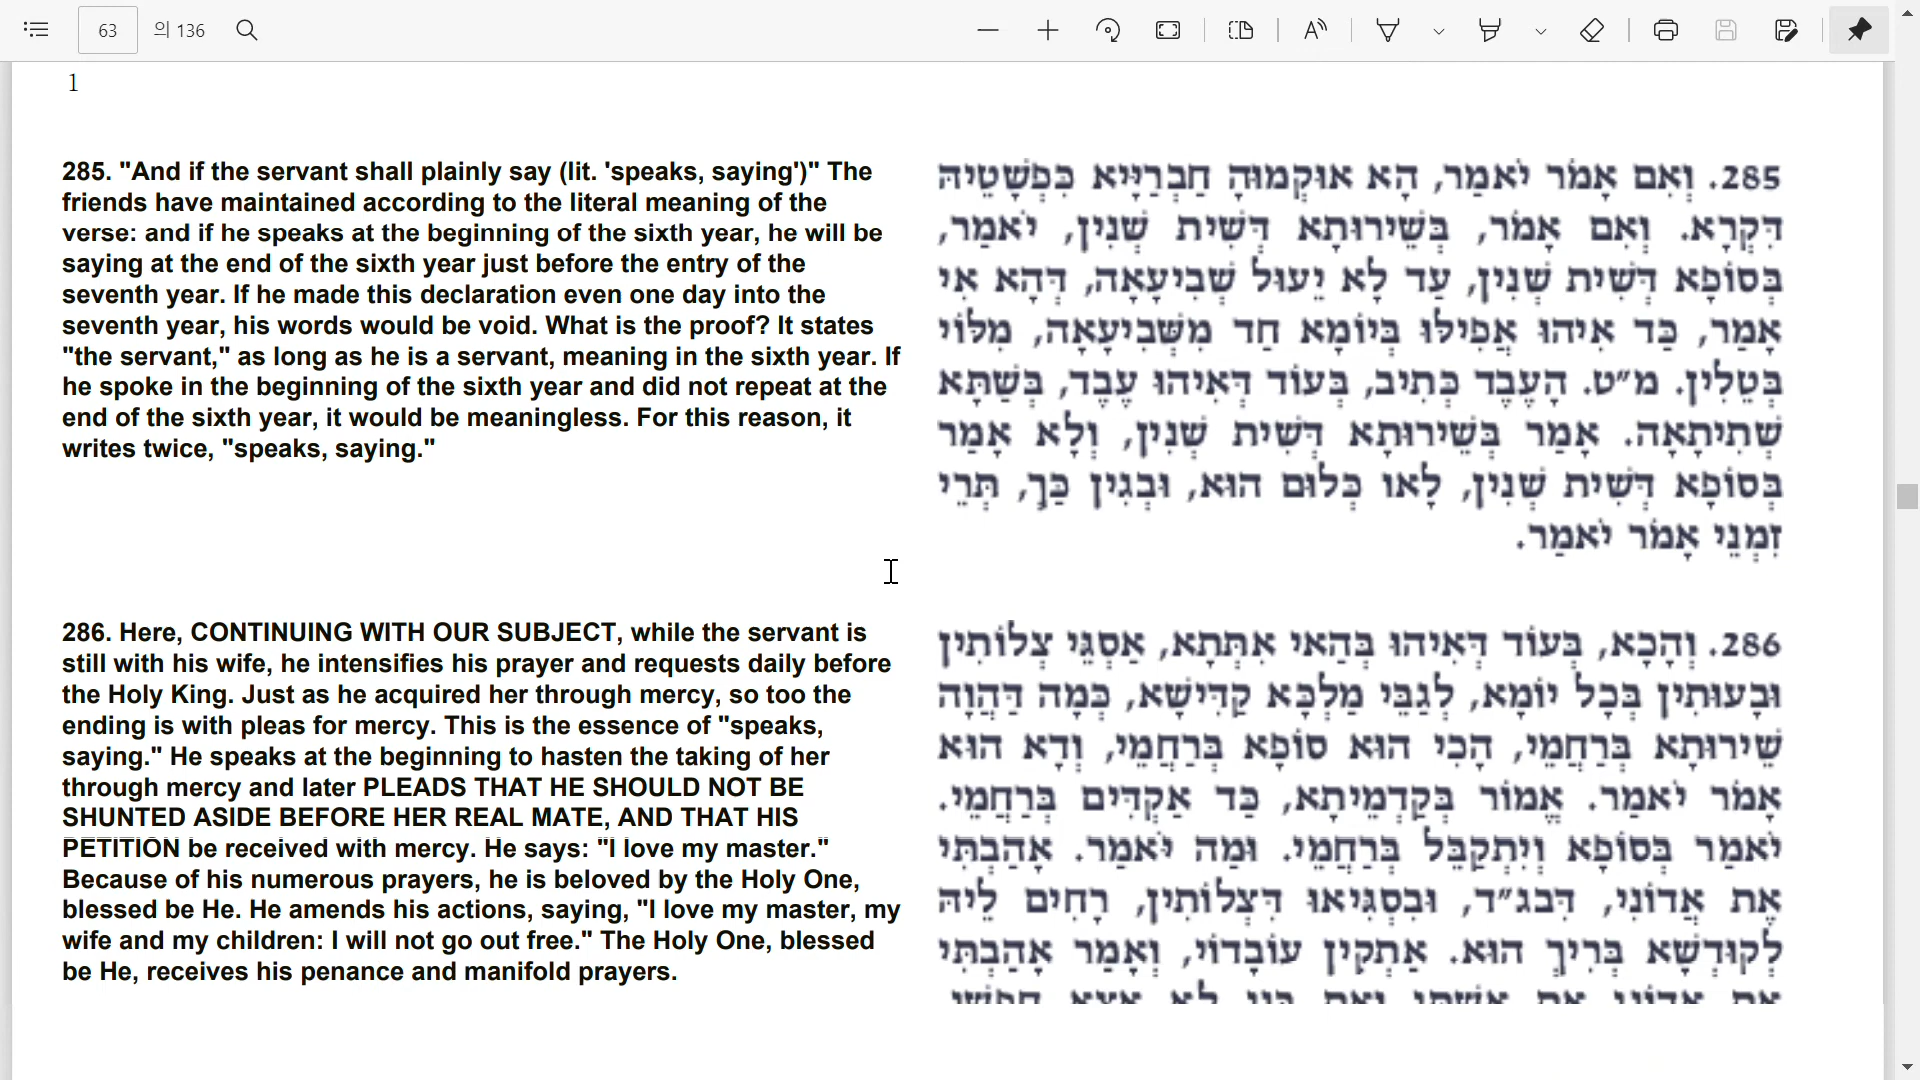 63
의 136
1
285. "And if the servant shall plainly say (lit. 'speaks, saying')" The
friends have maintained according to the literal meaning of the
verse: and if he speaks at the beginning of the sixth year, he will be
saying at the end of the sixth year just before the entry of the
seventh year. If he made this declaration even one day into the
seventh year, his words would be void. What is the proof? It states
"the servant," as long as he is a servant, meaning in the sixth year. If
he spoke in the beginning of the sixth year and did not repeat at the
end of the sixth year, it would be meaningless. For this reason, it
writes twice, "speaks, saying."
285. וְאִם אָמֹר יֹאמַר, הָא אוּקְמוּהָ חַבְרַיָּיא כִּפְשָׁטֵיהּ
דִּקְרָא. וְאִם אָמֹר, בְּשֵׁירוּתָא דְּשִׁית שְׁנִין, יֹאמַר,
בְּסוֹפָא דְּשִׁית שְׁנִין, עַד לָא יֵעוּל שְׁבִיעָאָה, דְּהָא אִי
אָמַר, כַּד אִיהוּ אֲפִילּוּ בְּיוֹמָא חַד מִשְּׁבִיעָאָה, מִלּוֹי
בְּטֵלִין. מ״ט. הָעֶבֶד כְּתִיב, בְּעוֹד דְּאִיהוּ עֶבֶד, בְּשַׁתָּא
שְׁתִיתָאָה. אָמַר בְּשֵׁירוּתָא דְּשִׁית שְׁנִין, וְלָא אָמַר
בְּסוֹפָא דְּשִׁית שְׁנִין, לָאו כְּלוּם הוּא, וּבְגִין כַּךְ, תְּרֵי
זִמְנֵי אָמֹר יֹאמַר.
286. Here, CONTINUING WITH OUR SUBJECT, while the servant is
still with his wife, he intensifies his prayer and requests daily before
the Holy King. Just as he acquired her through mercy, so too the
ending is with pleas for mercy. This is the essence of "speaks,
saying." He speaks at the beginning to hasten the taking of her
through mercy and later PLEADS THAT HE SHOULD NOT BE
SHUNTED ASIDE BEFORE HER REAL MATE, AND THAT HIS
PETITION be received with mercy. He says: "I love my master."
Because of his numerous prayers, he is beloved by the Holy One,
blessed be He. He amends his actions, saying, "I love my master, my
wife and my children: I will not go out free." The Holy One, blessed
be He, receives his penance and manifold prayers.
286. וְהָכָא, בְּעוֹד דְּאִיהוּ בְּהַאי אִתְּתָא, אַסְגֵּי צְלוֹתִין
וּבָעוּתִין בְּכָל יוֹמָא, לְגַבֵּי מַלְכָּא קַדִּישָׁא, כְּמָה דַּהֲוָה
שֵׁירוּתָא בְּרַחֲמֵי, הָכִי הוּא סוֹפָא בְּרַחֲמֵי, וְדָא הוּא
אָמֹר יֹאמַר. אֱמוֹר בְּקַדְמֵיתָא, כַּד אַקְדִּים בְּרַחֲמֵי.
יֹאמַר בְּסוֹפָא וְיִתְקַבֵּל בְּרַחֲמֵי. וּמַה יֹּאמַר. אָהַבְתִּי
אֶת אֲדוֹנִי, דִּבג״ד, וּבִסְגִיאוּ דִּצְלוֹתִין, רָחִים לֵיהּ
לְקוּדְשָׁא בְּרִיךְ הוּא. אַתְקִין עוֹבָדוֹי, וְאָמַר אָהַבְתִּי
את אדוני את אשתי ואת בני לא אצא חפשי